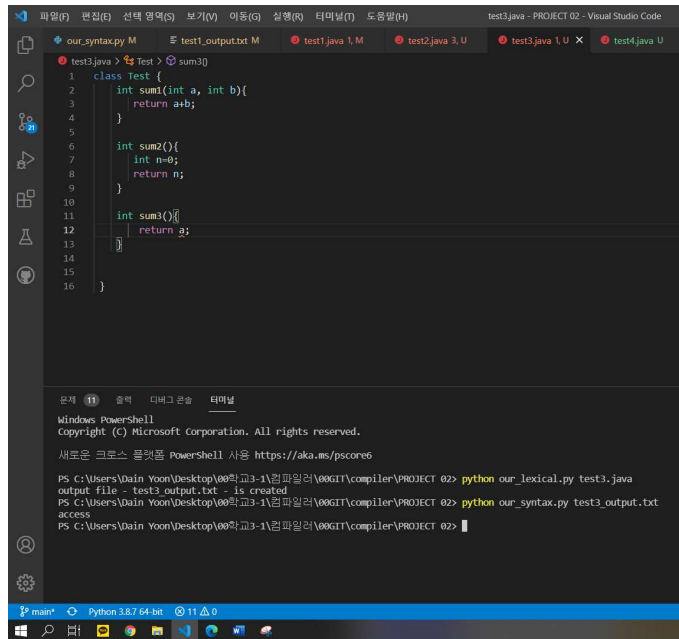 파일(F) 편집(E) 선택 영역(S) 보기(V) 이동(G) 실행(R) 터미널(T) 도움말(H) test3.java - PROJECT 02 - Visual Studio Code
our_syntax.py M test1_output.txt M test1.java 1, M test2.java 3, U test3.java 1, U test4.java U
test3.java > Test > sum3()
1 class Test {
2 int sum1(int a, int b){
3 return a+b;
4 }
5
6 int sum2(){
7 int n=0;
8 return n;
9 }
10
11 int sum3(){
12 return a;
13 }
14
15
16 }
21
문제 11 출력 디버그 콘솔 터미널
Windows PowerShell
Copyright (C) Microsoft Corporation. All rights reserved.
새로운 크로스 플랫폼 PowerShell 사용 https://aka.ms/pscore6
PS C:\Users\Dain Yoon\Desktop\00학교3-1\컴파일러\00GIT\compiler\PROJECT 02> python our_lexical.py test3.java
output file - test3_output.txt - is created
PS C:\Users\Dain Yoon\Desktop\00학교3-1\컴파일러\00GIT\compiler\PROJECT 02> python our_syntax.py test3_output.txt
access
PS C:\Users\Dain Yoon\Desktop\00학교3-1\컴파일러\00GIT\compiler\PROJECT 02>
main* Python 3.8.7 64-bit 11 0